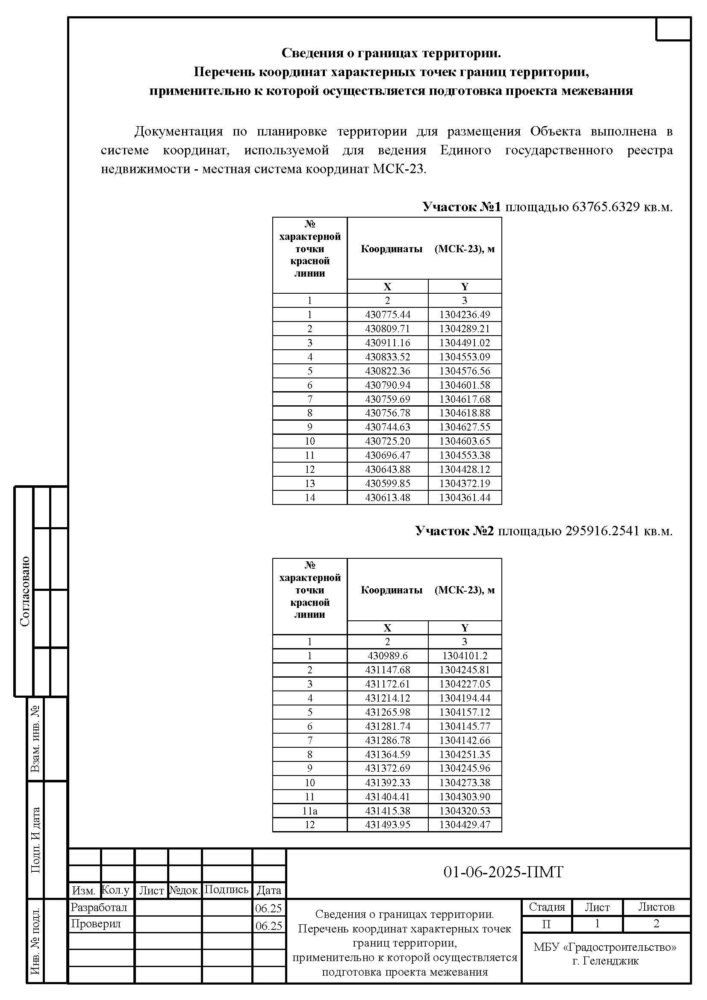 Сведения о границах территории.
Перечень координат характерных точек границ территории,
применительно к которой осуществляется подготовка проекта межевания
Документация по планировке территории для размещения Объекта выполнена в
системе координат, используемой для ведения Единого государственного реестра
недвижимости - местная система координат МСК-23.
Участок №1 площадью 63765.6329 кв.м.
№
характерной
точки
красной
линии
Координаты (МСК-23), м
X Y
1 2 3
1 430775.44 1304236.49
2 430809.71 1304289.21
3 430911.16 1304491.02
4 430833.52 1304553.09
5 430822.36 1304576.56
6 430790.94 1304601.58
7 430759.69 1304617.68
8 430756.78 1304618.88
9 430744.63 1304627.55
10 430725.20 1304603.65
11 430696.47 1304553.38
12 430643.88 1304428.12
13 430599.85 1304372.19
14 430613.48 1304361.44
Участок №2 площадью 295916.2541 кв.м.
№
характерной
точки
красной
линии
Координаты (МСК-23), м
X Y
1 2 3
1 430989.6 1304101.2
2 431147.68 1304245.81
3 431172.61 1304227.05
4 431214.12 1304194.44
5 431265.98 1304157.12
6 431281.74 1304145.77
7 431286.78 1304142.66
8 431364.59 1304251.35
9 431372.69 1304245.96
10 431392.33 1304273.38
11 431404.41 1304303.90
11а 431415.38 1304320.53
12 431493.95 1304429.47
Согласовано
Взам. инв. №
Подп. И дата
Инв. № подл.
01-06-2025-ПМТ
Изм. Кол.у Лист №док. Подпись Дата
Разработал 06.25
Проверил 06.25
Сведения о границах территории.
Перечень координат характерных точек
границ территории,
применительно к которой осуществляется
подготовка проекта межевания
Стадия Лист Листов
П 1 2
МБУ «Градостроительство»
г. Геленджик